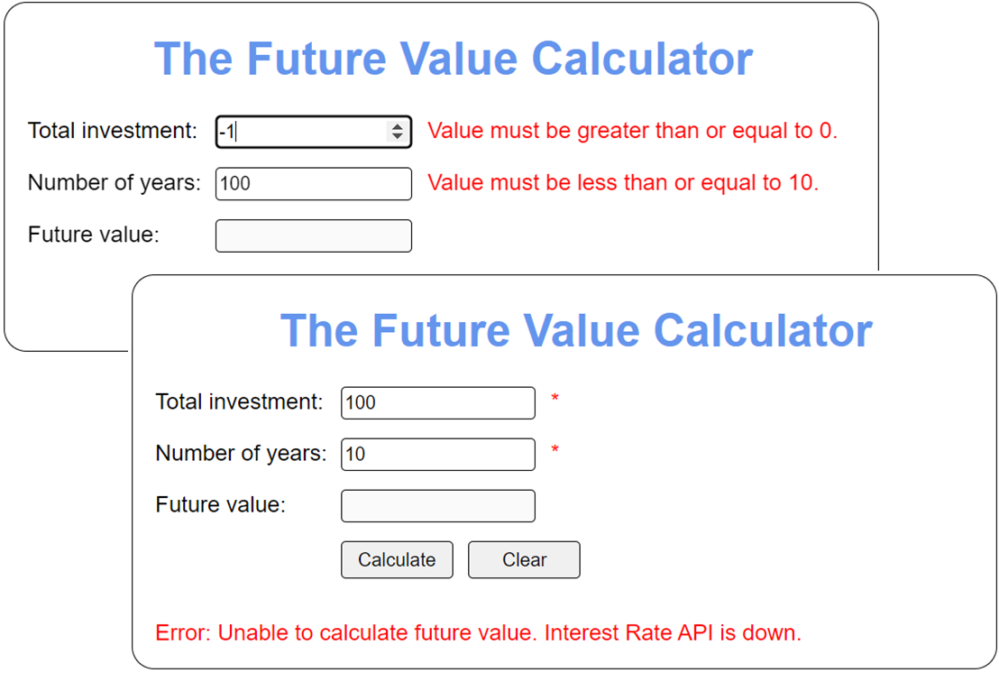 The Future Value Calculator
Total investment: -1 Value must be greater than or equal to 0.
Number of years: 100 Value must be less than or equal to 10.
Future value:
The Future Value Calculator
Total investment: 100 *
Number of years: 10 *
Future value:
Calculate Clear
Error: Unable to calculate future value. Interest Rate API is down.